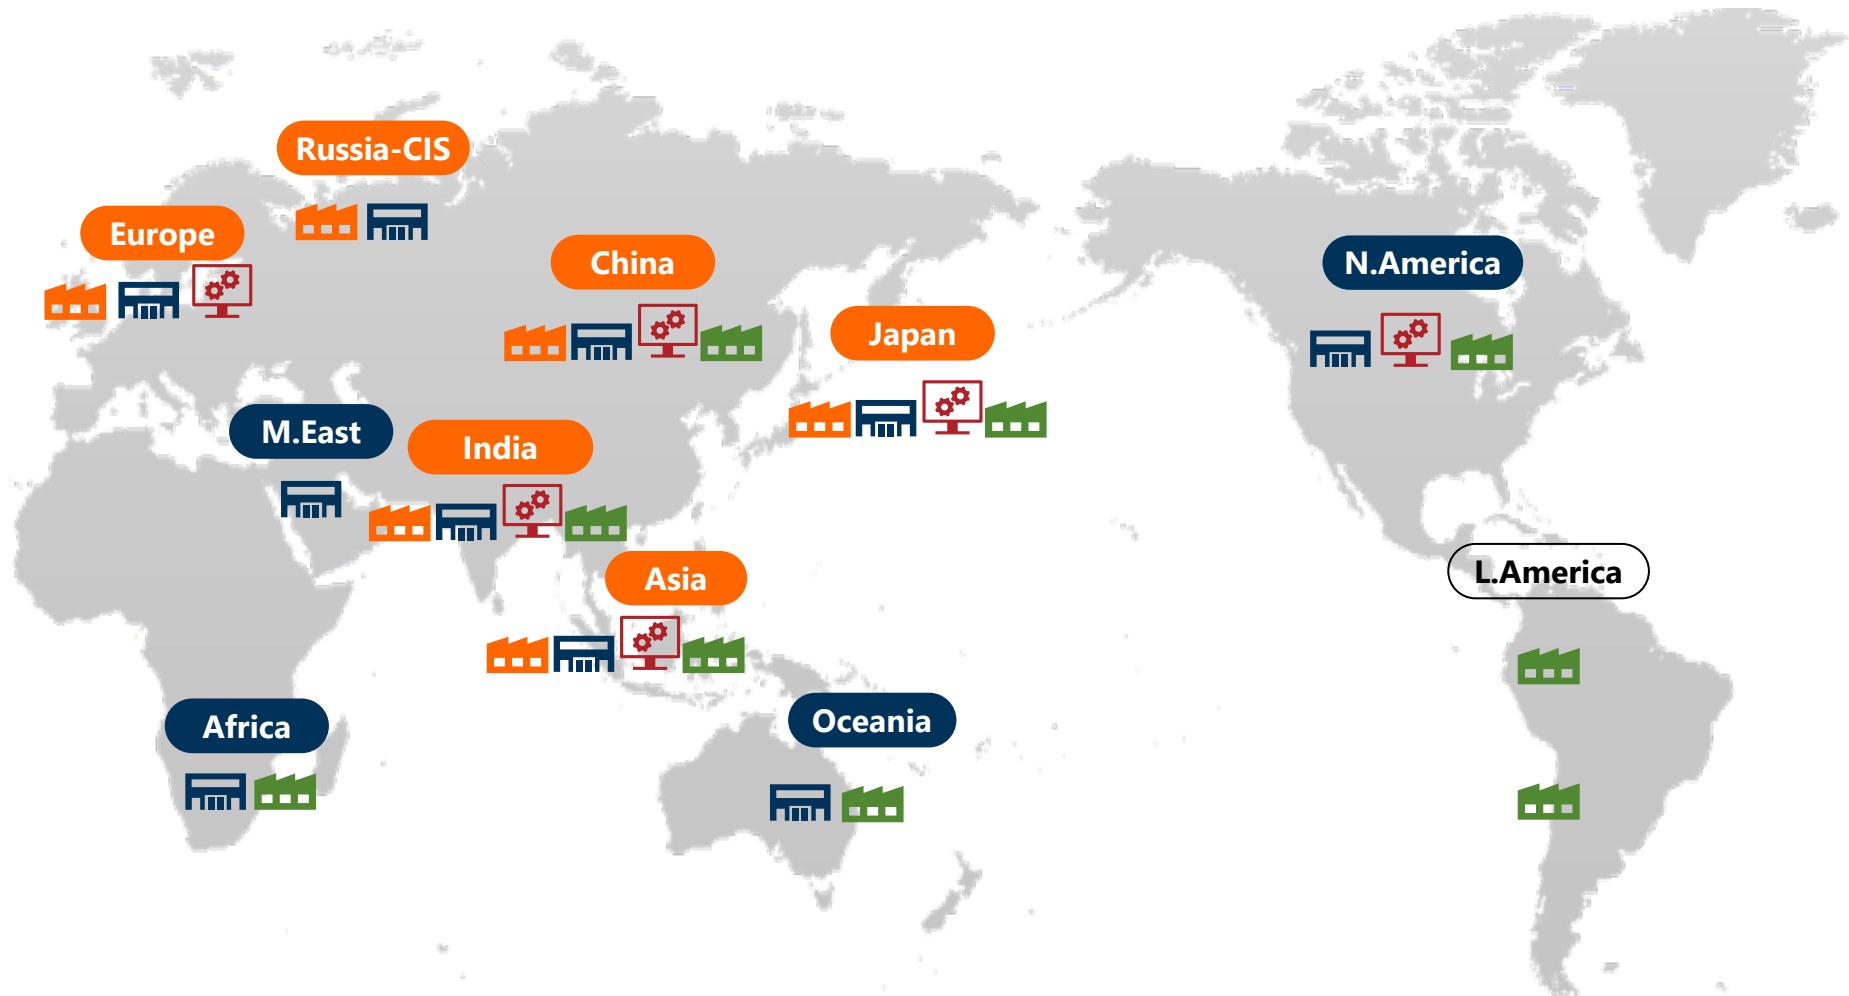 Russia-CIS
Europe
China
N.America
Japan
M.East
India
L.America
Asia
Africa
Oceania